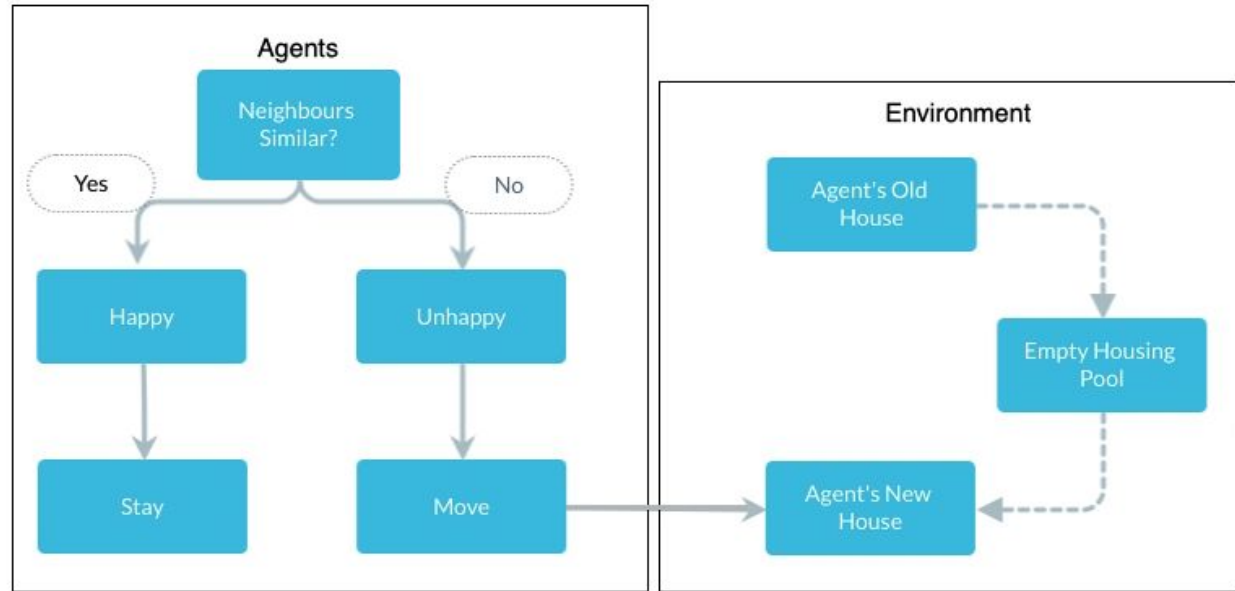 Agents
Neighbours
Similar?
Yes
No
Happy
Unhappy
Stay
Move
Environment
Agent's Old
House
Empty Housing
Pool
Agent's New
House